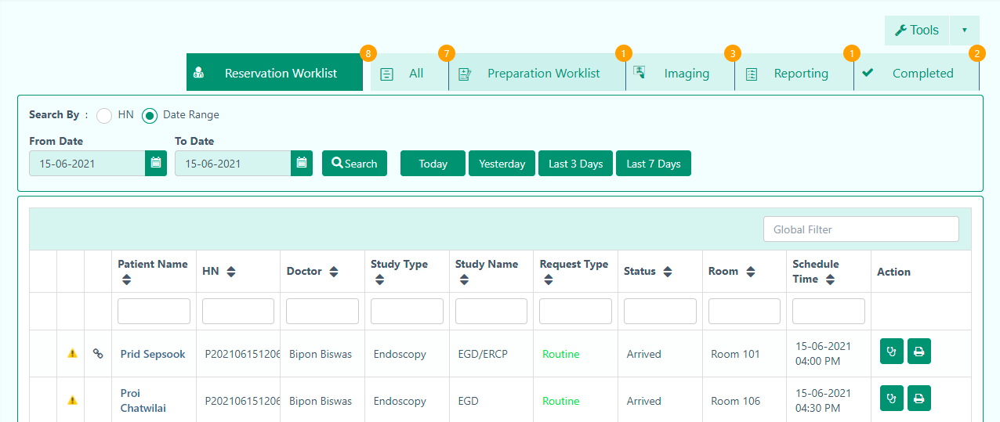 Tools
8 7 1 3 1 2
Reservation Worklist All Preparation Worklist Imaging Reporting Completed
Search By : HN Date Range
From Date To Date
15-06-2021 15-06-2021 Search Today Yesterday Last 3 Days Last 7 Days
Global Filter
Patient Name HN Doctor Study Type Study Name Request Type Status Room Schedule Time Action
Prid Sepsook P202106151206 Bipon Biswas Endoscopy EGD/ERCP Routine Arrived Room 101 15-06-2021 04:00 PM
Proi Chatwilai P202106151206 Bipon Biswas Endoscopy EGD Routine Arrived Room 106 15-06-2021 04:30 PM